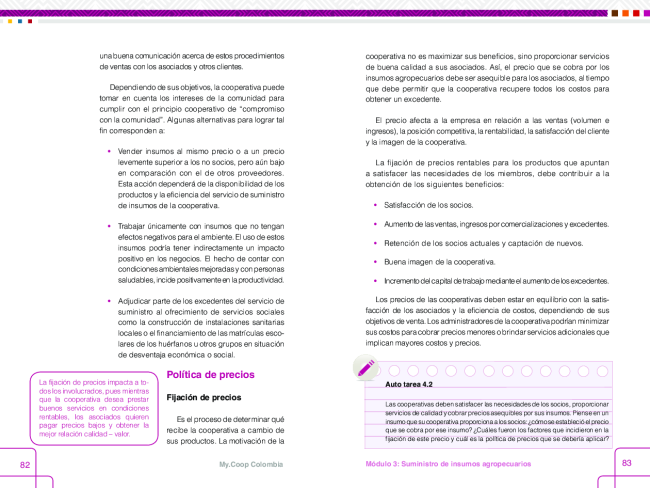 una buena comunicación acerca de estos procedimientos
de ventas con los asociados y otros clientes.
Dependiendo de sus objetivos, la cooperativa puede
tomar en cuenta los intereses de la comunidad para
cumplir con el principio cooperativo de “compromiso
con la comunidad”. Algunas alternativas para lograr tal
fin corresponden a:
• Vender insumos al mismo precio o a un precio
levemente superior a los no socios, pero aún bajo
en comparación con el de otros proveedores.
Esta acción dependerá de la disponibilidad de los
productos y la eficiencia del servicio de suministro
de insumos de la cooperativa.
• Trabajar únicamente con insumos que no tengan
efectos negativos para el ambiente. El uso de estos
insumos podría tener indirectamente un impacto
positivo en los negocios. El hecho de contar con
condiciones ambientales mejoradas y con personas
saludables, incide positivamente en la productividad.
• Adjudicar parte de los excedentes del servicio de
suministro al ofrecimiento de servicios sociales
como la construcción de instalaciones sanitarias
locales o el financiamiento de las matrículas esco-
lares de los huérfanos u otros grupos en situación
de desventaja económica o social.
Política de precios
Fijación de precios
Es el proceso de determinar qué
recibe la cooperativa a cambio de
sus productos. La motivación de la
La fijación de precios impacta a to-
dos los involucrados, pues mientras
que la cooperativa desea prestar
buenos servicios en condiciones
rentables, los asociados quieren
pagar precios bajos y obtener la
mejor relación calidad – valor.
82
My.Coop Colombia
cooperativa no es maximizar sus beneficios, sino proporcionar servicios
de buena calidad a sus asociados. Así, el precio que se cobra por los
insumos agropecuarios debe ser asequible para los asociados, al tiempo
que debe permitir que la cooperativa recupere todos los costos para
obtener un excedente.
El precio afecta a la empresa en relación a las ventas (volumen e
ingresos), la posición competitiva, la rentabilidad, la satisfacción del cliente
y la imagen de la cooperativa.
La fijación de precios rentables para los productos que apuntan
a satisfacer las necesidades de los miembros, debe contribuir a la
obtención de los siguientes beneficios:
• Satisfacción de los socios.
• Aumento de las ventas, ingresos por comercializaciones y excedentes.
• Retención de los socios actuales y captación de nuevos.
• Buena imagen de la cooperativa.
• Incremento del capital de trabajo mediante el aumento de los excedentes.
Los precios de las cooperativas deben estar en equilibrio con la satis-
facción de los asociados y la eficiencia de costos, dependiendo de sus
objetivos de venta. Los administradores de la cooperativa podrían minimizar
sus costos para cobrar precios menores o brindar servicios adicionales que
implican mayores costos y precios.
Auto tarea 4.2
Las cooperativas deben satisfacer las necesidades de los socios, proporcionar
servicios de calidad y cobrar precios asequibles por sus insumos. Piense en un
insumo que su cooperativa proporciona a los socios: ¿cómo se estableció el precio
que se cobra por ese insumo? ¿Cuáles fueron los factores que incidieron en la
fijación de este precio y cuál es la política de precios que se debería aplicar?
Módulo 3: Suministro de insumos agropecuarios
83